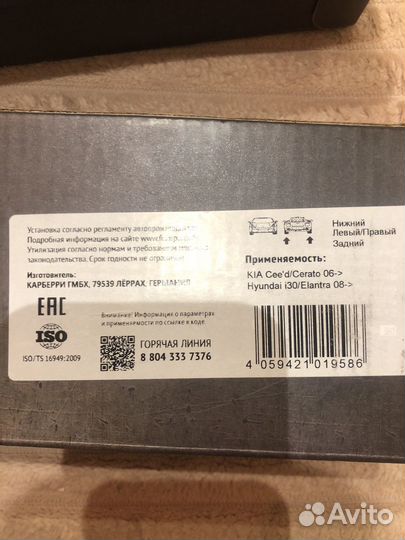 Установка согласно регламенту
Подробная информация на сайте
Утилизация согласно нормам и требованиям
законодательства. Срок годности не ограничен
Изготовитель:
КАРБЕРРИ ГМБХ, 79539 ЛЁРРАХ, ГЕРМАНИЯ
EAC
ISO
ISO/TS 16949:2009
Внимание! Информация о параметрах
и применяемости по ссылке в коде.
ГОРЯЧАЯ ЛИНИЯ
8 804 333 7376
Нижний
Левый/Правый
Задний
Применяемость:
KIA Cee'd/Cerato 06->
Hyundai i30/Elantra 08->
4 059421 019586
Avito